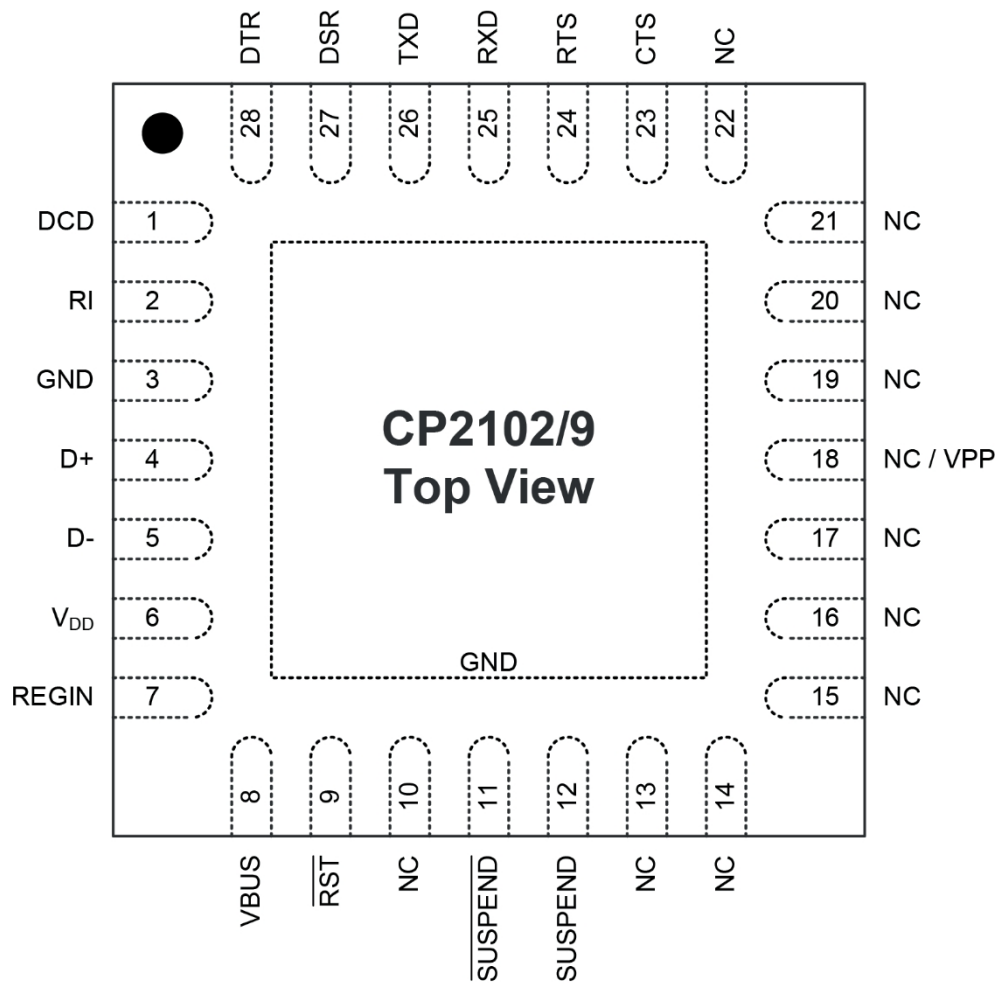 DTR
DSR
TXD
RXD
RTS
CTS
NC
28
27
26
25
24
23
22
DCD 1
21 NC
RI 2
20 NC
GND 3
19 NC
D+ 4
18 NC / VPP
D- 5
17 NC
VDD 6
16 NC
REGIN 7
15 NC
CP2102/9
Top View
GND
8
9
10
11
12
13
14
VBUS
RST
NC
SUSPEND
SUSPEND
NC
NC